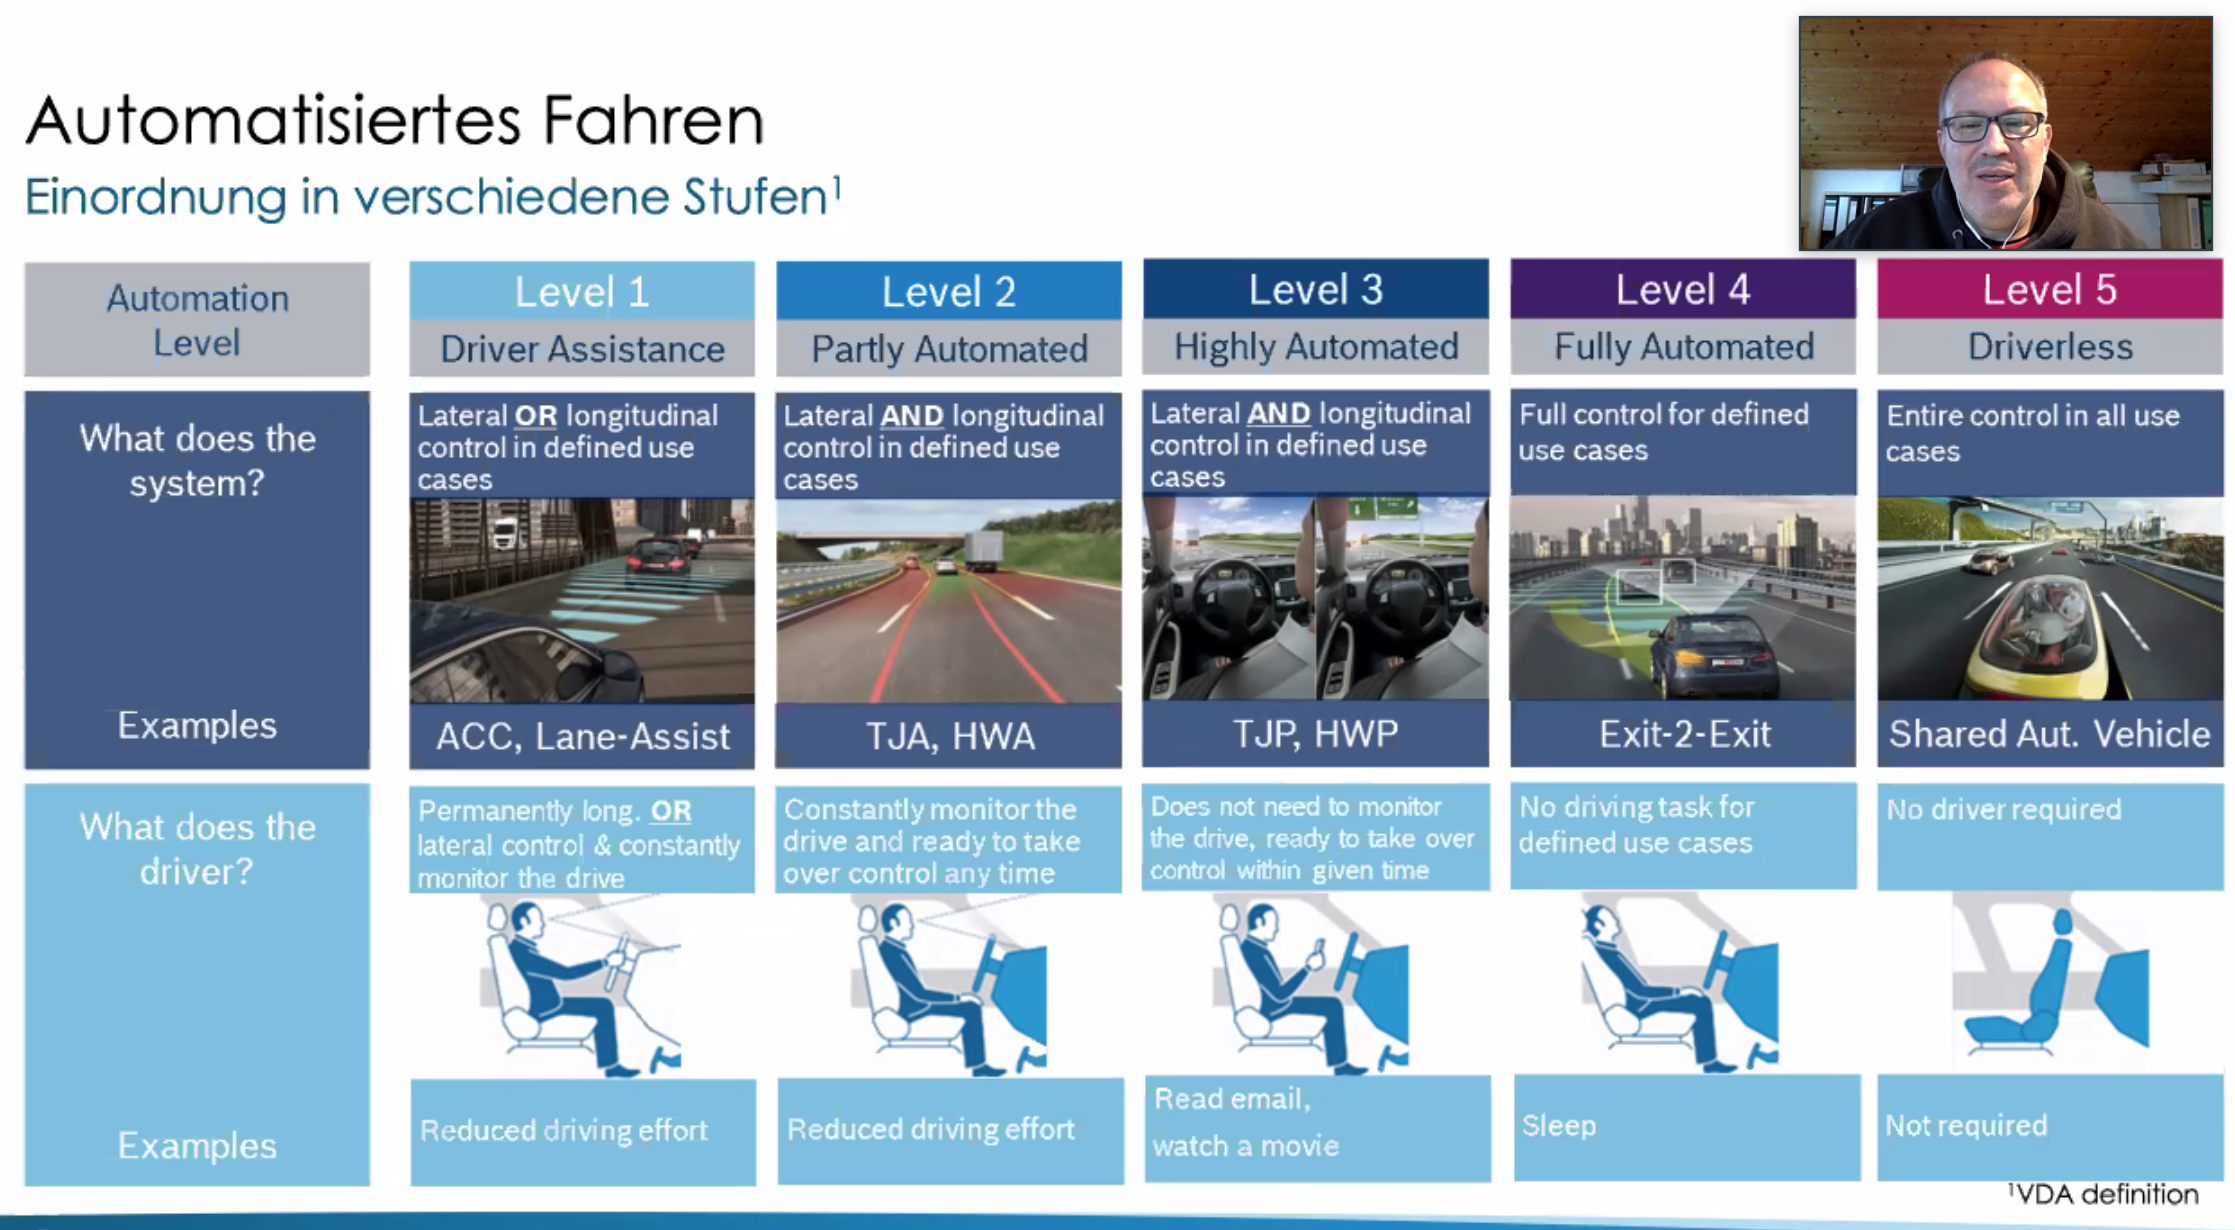 Automatisiertes Fahren
Einordnung in verschiedene Stufen¹
Automation
Level
Level 1
Driver Assistance
Level 2
Partly Automated
Level 3
Highly Automated
Level 4
Fully Automated
Level 5
Driverless
What does the
system?
Examples
Lateral OR longitudinal
control in defined use
cases
ACC, Lane-Assist
Lateral AND longitudinal
control in defined use
cases
TJA, HWA
Lateral AND longitudinal
control in defined use
cases
TJP, HWP
Full control for defined
use cases
Exit-2-Exit
Entire control in all use
cases
Shared Aut. Vehicle
What does the
driver?
Examples
Permanently long. OR
lateral control & constantly
monitor the drive
Reduced driving effort
Constantly monitor the
drive and ready to take
over control any time
Reduced driving effort
Does not need to monitor
the drive, ready to take over
control within given time
Read email,
watch a movie
No driving task for
defined use cases
Sleep
No driver required
Not required
¹VDA definition